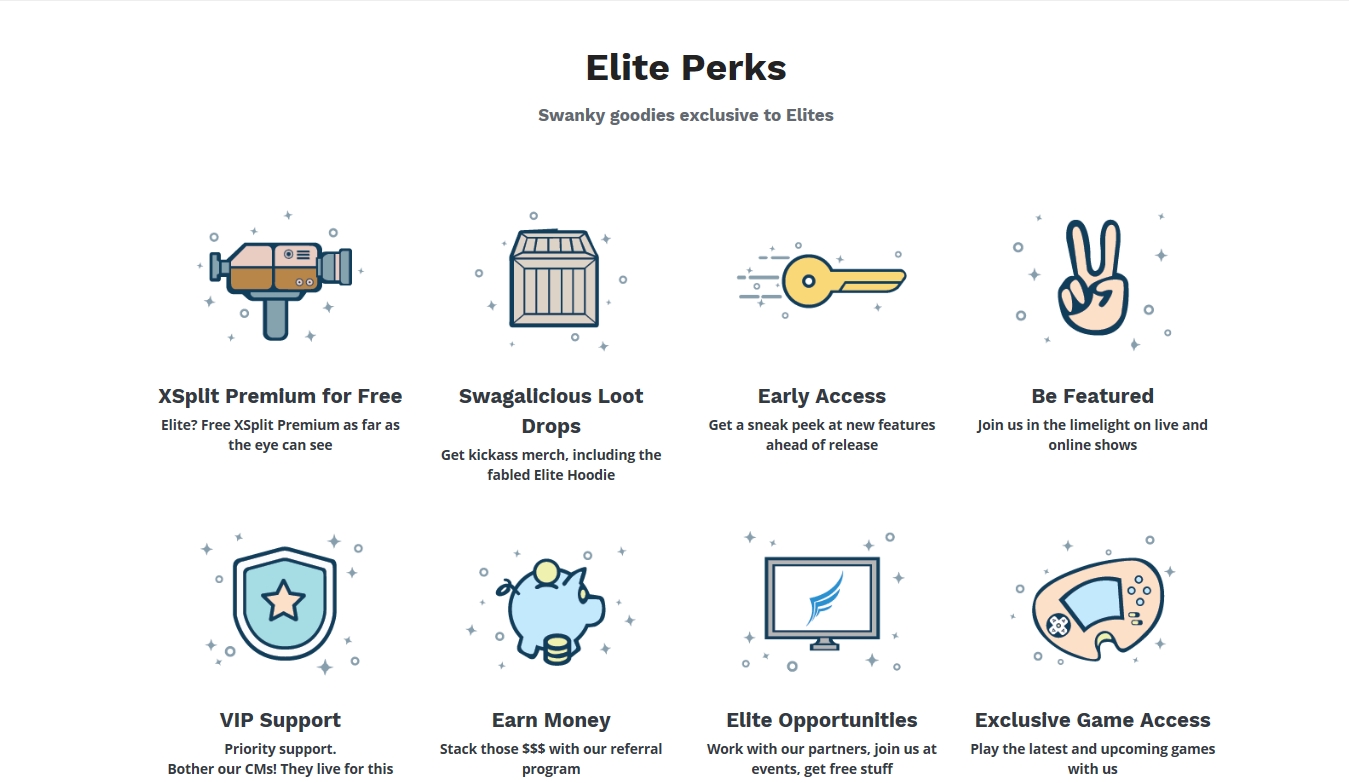 Elite Perks
Swanky goodies exclusive to Elites
XSplit Premium for Free
Elite? Free XSplit Premium as far as
the eye can see
Swagalicious Loot
Drops
Get kickass merch, including the
fabled Elite Hoodie
Early Access
Get a sneak peek at new features
ahead of release
Be Featured
Join us in the limelight on live and
online shows
VIP Support
Priority support.
Bother our CMs! They live for this
Earn Money
Stack those $$$ with our referral
program
Elite Opportunities
Work with our partners, join us at
events, get free stuff
Exclusive Game Access
Play the latest and upcoming games
with us